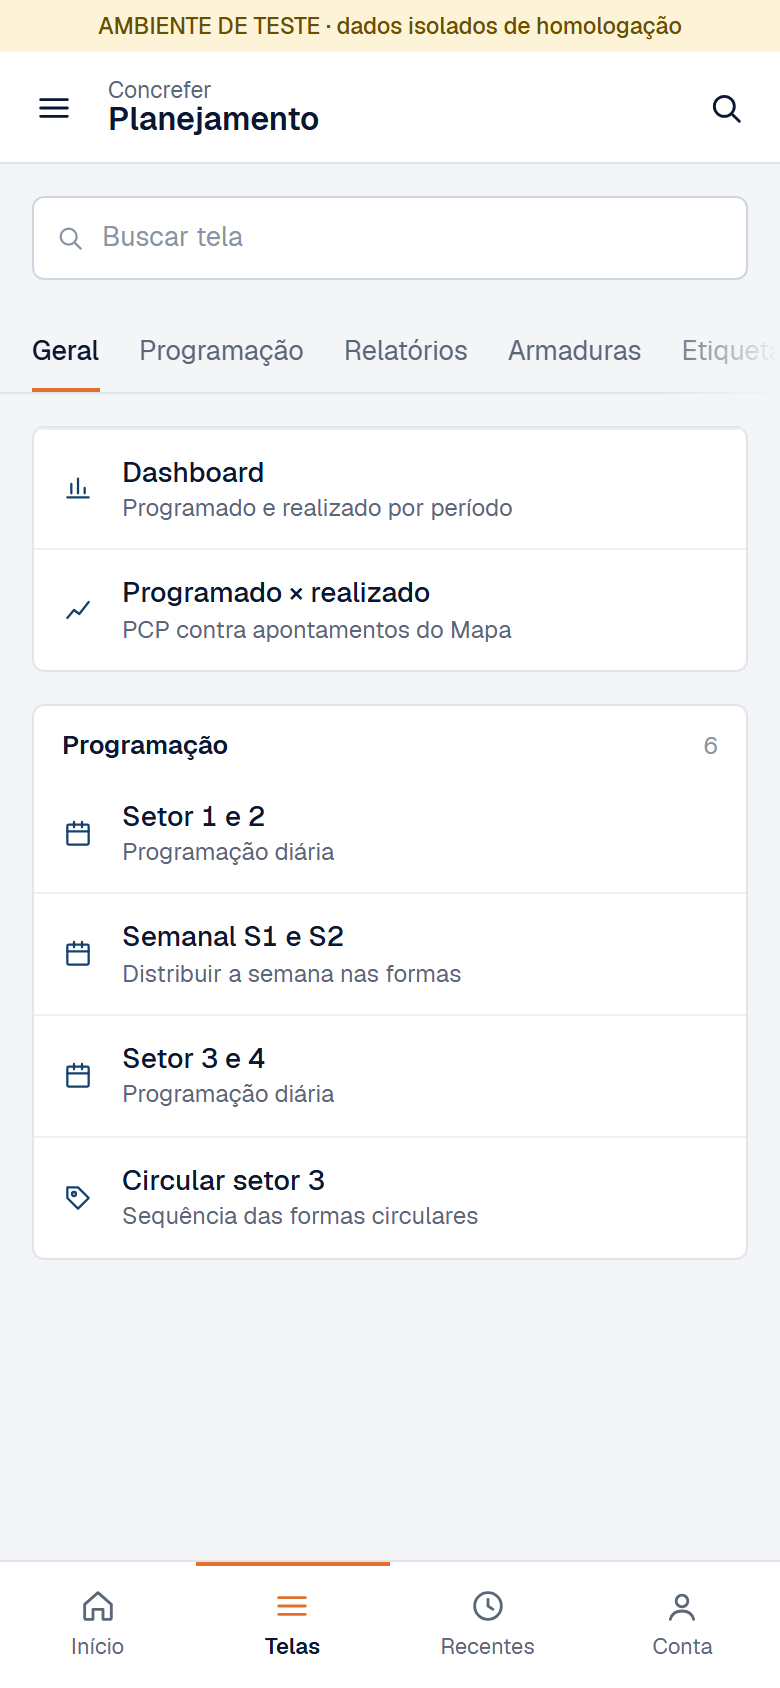 AMBIENTE DE TESTE · dados isolados de homologação
Concrefer
Planejamento
Buscar tela
Geral Programação Relatórios Armaduras Etiqueta
Dashboard
Programado e realizado por período
Programado × realizado
PCP contra apontamentos do Mapa
Programação 6
Setor 1 e 2
Programação diária
Semanal S1 e S2
Distribuir a semana nas formas
Setor 3 e 4
Programação diária
Circular setor 3
Sequência das formas circulares
Início Telas Recentes Conta